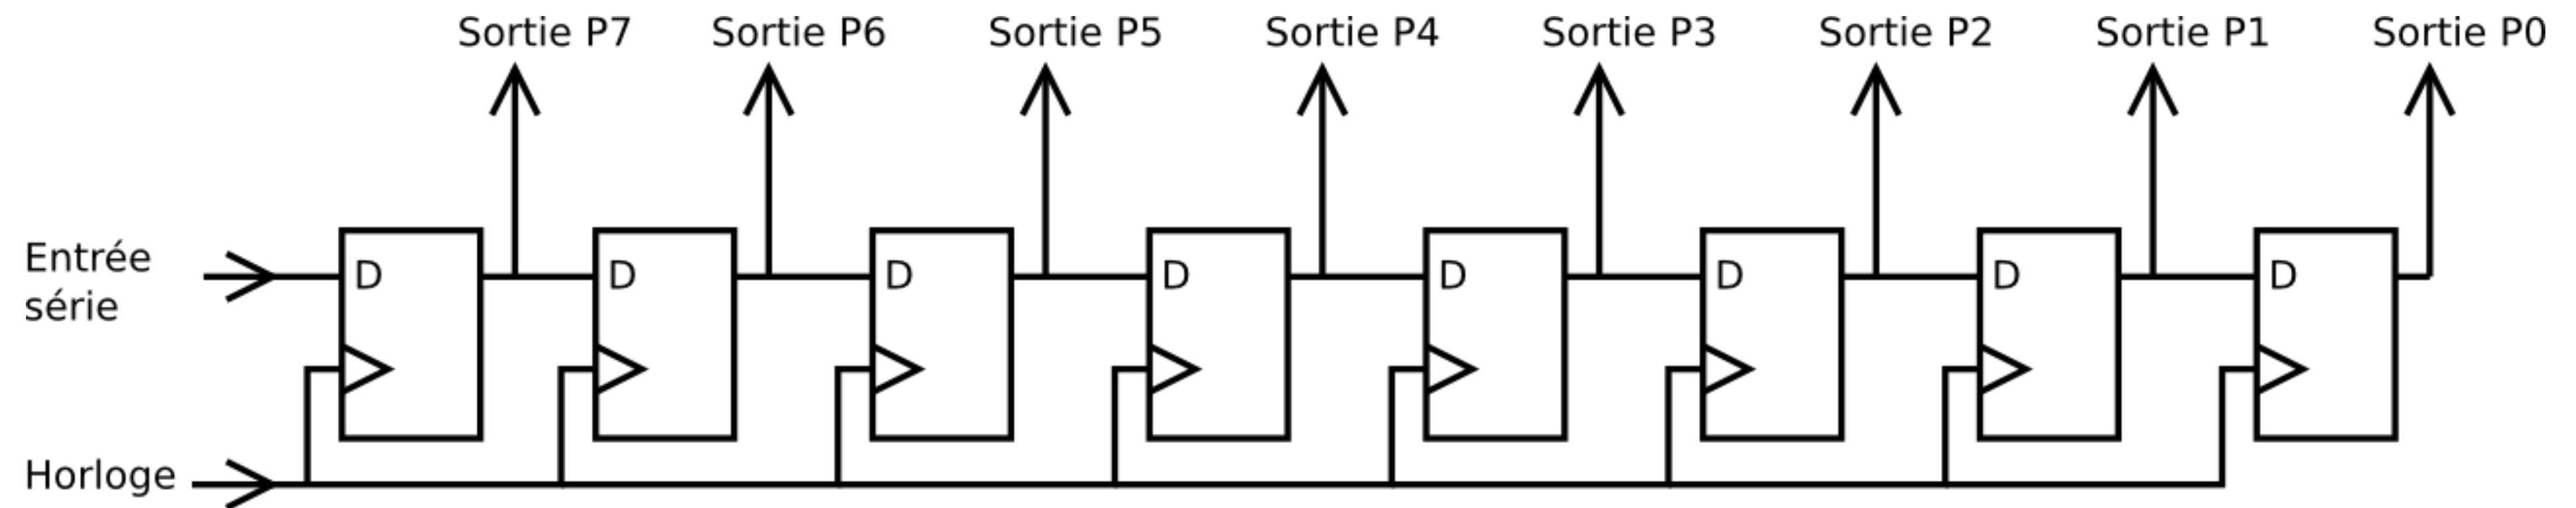 Sortie P7
Sortie P6
Sortie P5
Sortie P4
Sortie P3
Sortie P2
Sortie P1
Sortie P0
Entrée
série
D
D
D
D
D
D
D
D
Horloge